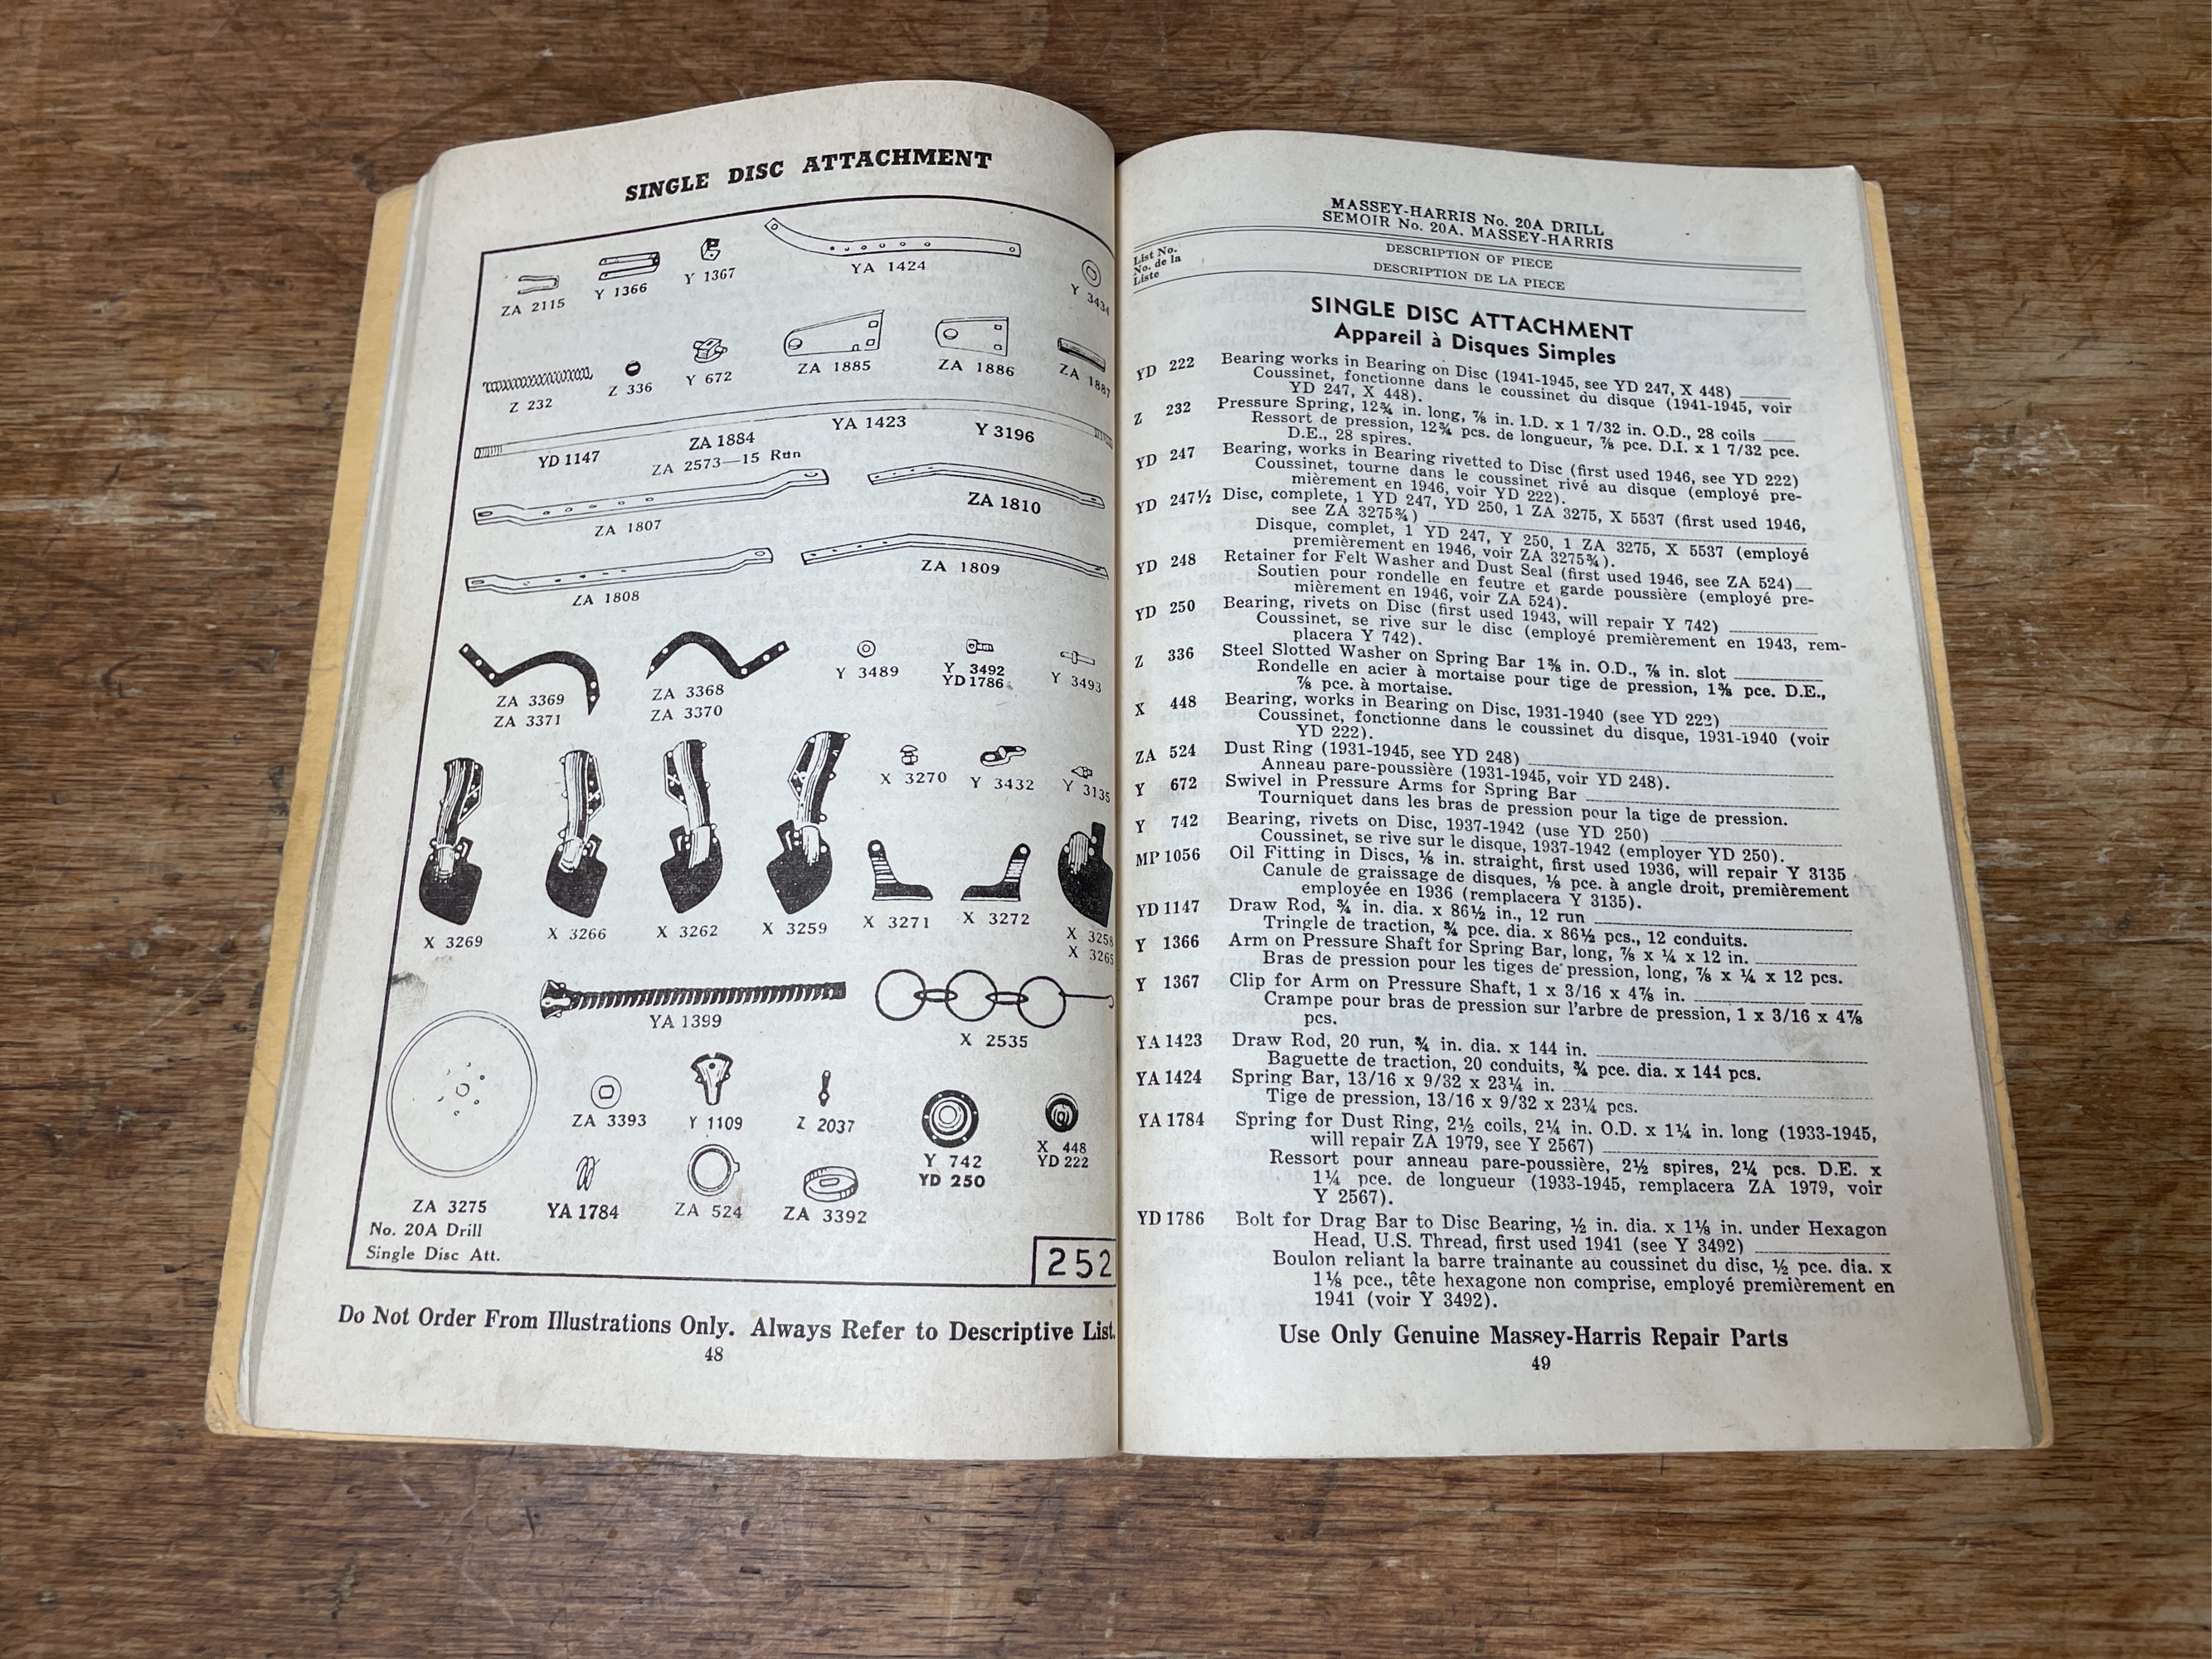 SINGLE DISC ATTACHMENT
ZA 2115
Y 1366
Y 1367
YA 1424
Y 3434
Z 232
Z 336
Y 672
ZA 1885
ZA 1886
ZA 1887
YD 1147
ZA 1884
YA 1423
Y 3196
ZA 2573—15 Run
ZA 1807
ZA 1810
ZA 1808
ZA 1809
ZA 3369
ZA 3371
ZA 3368
ZA 3370
Y 3489
Y 3492
YD 1786
Y 3493
X 3270
Y 3432
Y 3135
X 3269
X 3266
X 3262
X 3259
X 3271
X 3272
X 3258
X 3265
YA 1399
X 2535
ZA 3275
ZA 3393
Y 1109
Z 2037
Y 742
YD 250
X 448
YD 222
YA 1784
ZA 524
ZA 3392
No. 20A Drill
Single Disc Att.
252
Do Not Order From Illustrations Only. Always Refer to Descriptive List.
48
MASSEY-HARRIS No. 20A DRILL
SEMOIR No. 20A, MASSEY-HARRIS
List No.
No. de la
Liste
DESCRIPTION OF PIECE
DESCRIPTION DE LA PIECE
SINGLE DISC ATTACHMENT
Appareil à Disques Simples
YD 222 Bearing works in Bearing on Disc (1941-1945, see YD 247, X 448)
Coussinet, fonctionne dans le coussinet du disque (1941-1945, voir
YD 247, X 448).
Z 232 Pressure Spring, 12¾ in. long, ⅞ in. I.D. x 1 7/32 in. O.D., 28 coils
Ressort de pression, 12¾ pcs. de longueur, ⅞ pce. D.I. x 1 7/32 pce.
D.E., 28 spires.
YD 247 Bearing, works in Bearing rivetted to Disc (first used 1946, see YD 222)
Coussinet, tourne dans le coussinet rivé au disque (employé pre-
mièrement en 1946, voir YD 222).
YD 247½ Disc, complete, 1 YD 247, YD 250, 1 ZA 3275, X 5537 (first used 1946,
see ZA 3275¾)
Disque, complet, 1 YD 247, Y 250, 1 ZA 3275, X 5537 (employé
premièrement en 1946, voir ZA 3275¾).
YD 248 Retainer for Felt Washer and Dust Seal (first used 1946, see ZA 524)
Soutien pour rondelle en feutre et garde poussière (employé pre-
mièrement en 1946, voir ZA 524).
YD 250 Bearing, rivets on Disc (first used 1943, will repair Y 742)
Coussinet, se rive sur le disc (employé premièrement en 1943, rem-
placera Y 742).
Z 336 Steel Slotted Washer on Spring Bar 1⅜ in. O.D., ⅞ in. slot
Rondelle en acier à mortaise pour tige de pression, 1⅜ pce. D.E.,
⅞ pce. à mortaise.
X 448 Bearing, works in Bearing on Disc, 1931-1940 (see YD 222)
Coussinet, fonctionne dans le coussinet du disque, 1931-1940 (voir
YD 222).
ZA 524 Dust Ring (1931-1945, see YD 248)
Anneau pare-poussière (1931-1945, voir YD 248).
Y 672 Swivel in Pressure Arms for Spring Bar
Tourniquet dans les bras de pression pour la tige de pression.
Y 742 Bearing, rivets on Disc, 1937-1942 (use YD 250)
Coussinet, se rive sur le disque, 1937-1942 (employer YD 250).
MP 1056 Oil Fitting in Discs, ⅛ in. straight, first used 1936, will repair Y 3135
Canule de graissage de disques, ⅛ pce. à angle droit, premièrement
employée en 1936 (remplacera Y 3135).
YD 1147 Draw Rod, ¾ in. dia. x 86½ in., 12 run
Tringle de traction, ¾ pce. dia. x 86½ pcs., 12 conduits.
Y 1366 Arm on Pressure Shaft for Spring Bar, long, ⅞ x ¼ x 12 in.
Bras de pression pour les tiges de pression, long, ⅞ x ¼ x 12 pcs.
Y 1367 Clip for Arm on Pressure Shaft, 1 x 3/16 x 4⅞ in.
Crampe pour bras de pression sur l'arbre de pression, 1 x 3/16 x 4⅞
pcs.
YA 1423 Draw Rod, 20 run, ¾ in. dia. x 144 in.
Baguette de traction, 20 conduits, ¾ pce. dia. x 144 pcs.
YA 1424 Spring Bar, 13/16 x 9/32 x 23¼ in.
Tige de pression, 13/16 x 9/32 x 23¼ pcs.
YA 1784 Spring for Dust Ring, 2½ coils, 2¼ in. O.D. x 1¼ in. long (1933-1945,
will repair ZA 1979, see Y 2567)
Ressort pour anneau pare-poussière, 2½ spires, 2¼ pcs. D.E. x
1¼ pce. de longueur (1933-1945, remplacera ZA 1979, voir
Y 2567).
YD 1786 Bolt for Drag Bar to Disc Bearing, ½ in. dia. x 1⅛ in. under Hexagon
Head, U.S. Thread, first used 1941 (see Y 3492)
Boulon reliant la barre trainante au coussinet du disc, ½ pce. dia. x
1⅛ pce., tête hexagone non comprise, employé premièrement en
1941 (voir Y 3492).
Use Only Genuine Massey-Harris Repair Parts
49